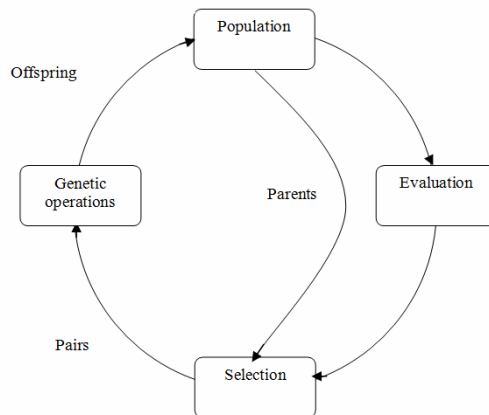 Population
Offspring
Genetic
operations
Parents
Evaluation
Pairs
Selection